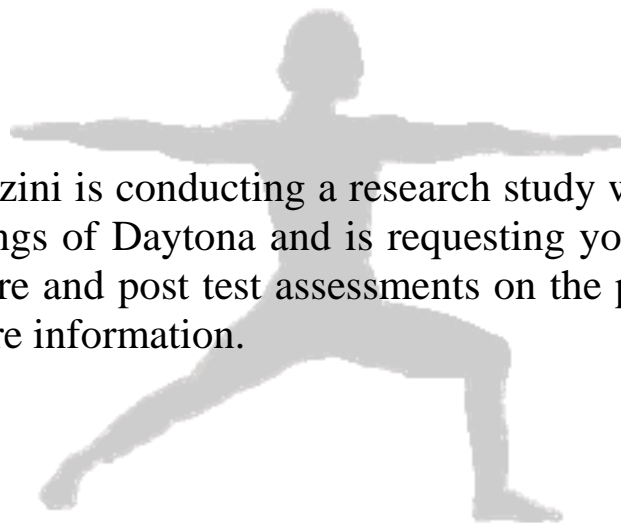 zini is conducting a research study w
ngs of Daytona and is requesting yo
re and post test assessments on the p
re information.